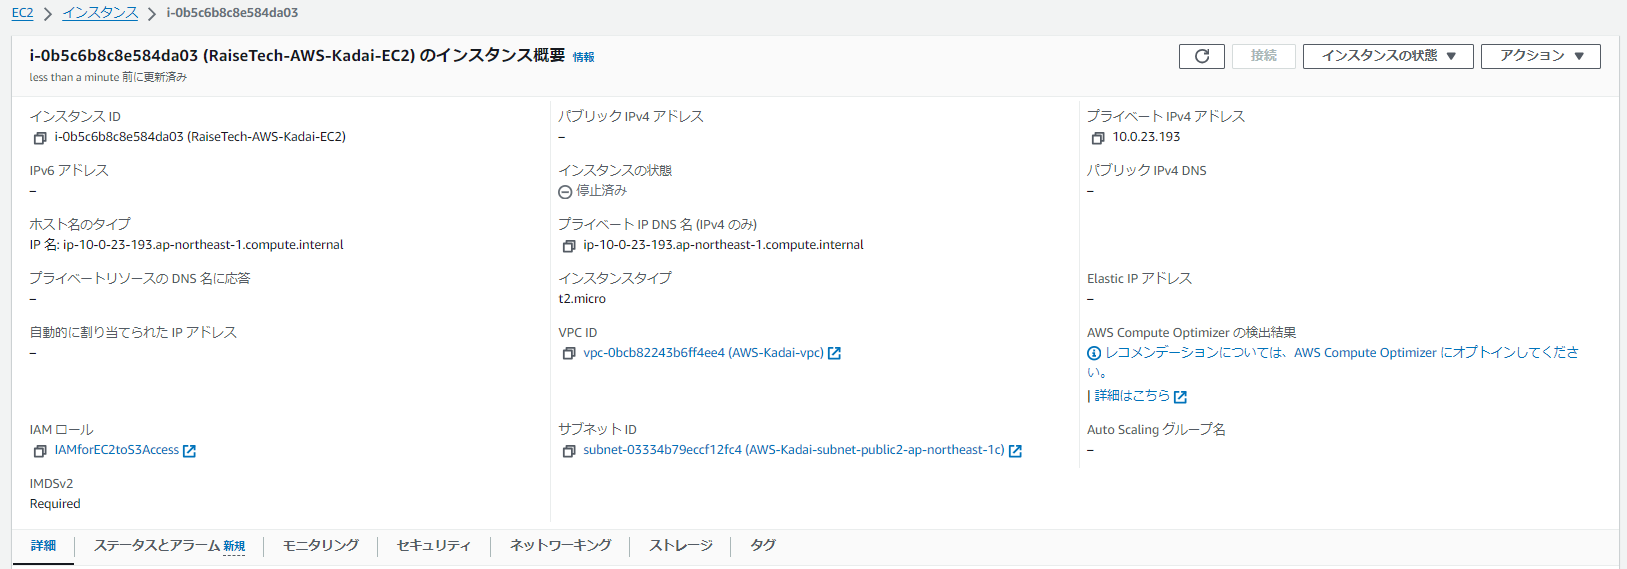 EC2 > インスタンス > i-0b5c6b8c8e584da03
i-0b5c6b8c8e584da03 (RaiseTech-AWS-Kadai-EC2) のインスタンス概要 情報
less than a minute 前に更新済み
接続
インスタンスの状態 ▼
アクション ▼
インスタンス ID
i-0b5c6b8c8e584da03 (RaiseTech-AWS-Kadai-EC2)
パブリック IPv4 アドレス
–
プライベート IPv4 アドレス
10.0.23.193
IPv6 アドレス
–
インスタンスの状態
停止済み
パブリック IPv4 DNS
–
ホスト名のタイプ
IP 名: ip-10-0-23-193.ap-northeast-1.compute.internal
プライベート IP DNS 名 (IPv4 のみ)
ip-10-0-23-193.ap-northeast-1.compute.internal
プライベートリソースの DNS 名に応答
–
インスタンスタイプ
t2.micro
Elastic IP アドレス
–
自動的に割り当てられた IP アドレス
–
VPC ID
vpc-0bcb82243b6ff4ee4 (AWS-Kadai-vpc)
AWS Compute Optimizer の検出結果
レコメンデーションについては、AWS Compute Optimizer にオプトインしてくださ
い。
| 詳細はこちら
IAM ロール
IAMforEC2toS3Access
サブネット ID
subnet-03334b79eccf12fc4 (AWS-Kadai-subnet-public2-ap-northeast-1c)
Auto Scaling グループ名
–
IMDSv2
Required
詳細
ステータスとアラーム 新規
モニタリング
セキュリティ
ネットワーキング
ストレージ
タグ